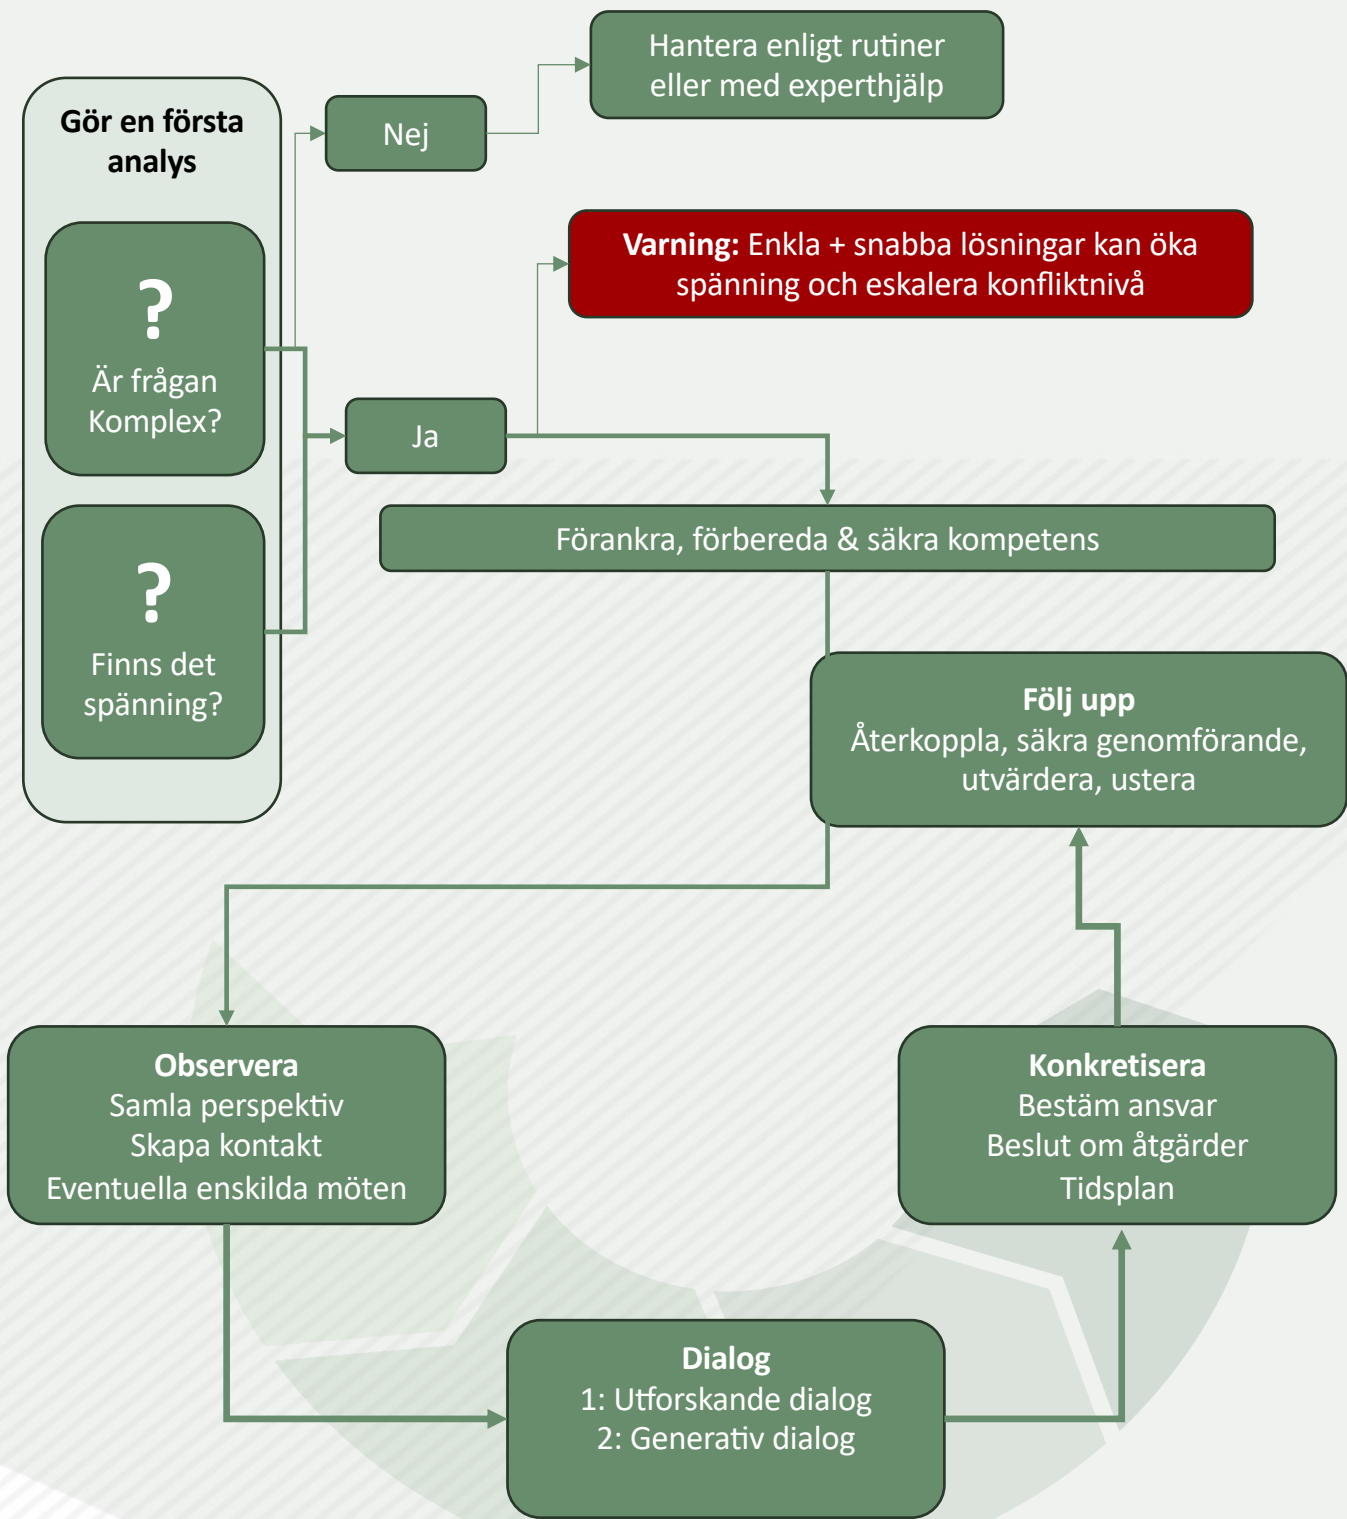 Gör en första
analys
?
Är frågan
Komplex?
?
Finns det
spänning?
Nej
Hantera enligt rutiner
eller med experthjälp
Varning: Enkla + snabba lösningar kan öka
spänning och eskalera konfliktnivå
Ja
Förankra, förbereda & säkra kompetens
Följ upp
Återkoppla, säkra genomförande,
utvärdera, ustera
Observera
Samla perspektiv
Skapa kontakt
Eventuella enskilda möten
Konkretisera
Bestäm ansvar
Beslut om åtgärder
Tidsplan
Dialog
1: Utforskande dialog
2: Generativ dialog